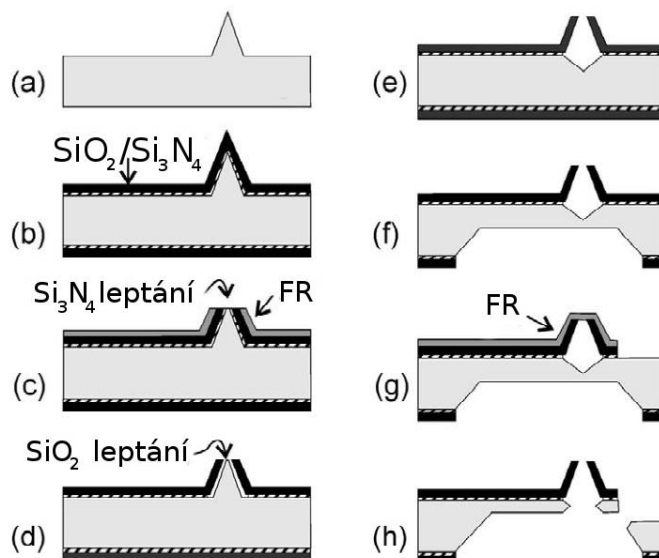 (a)
SiO₂/Si₃N₄
(b)
Si₃N₄ leptání
FR
(c)
SiO₂ leptání
(d)
(e)
(f)
FR
(g)
(h)